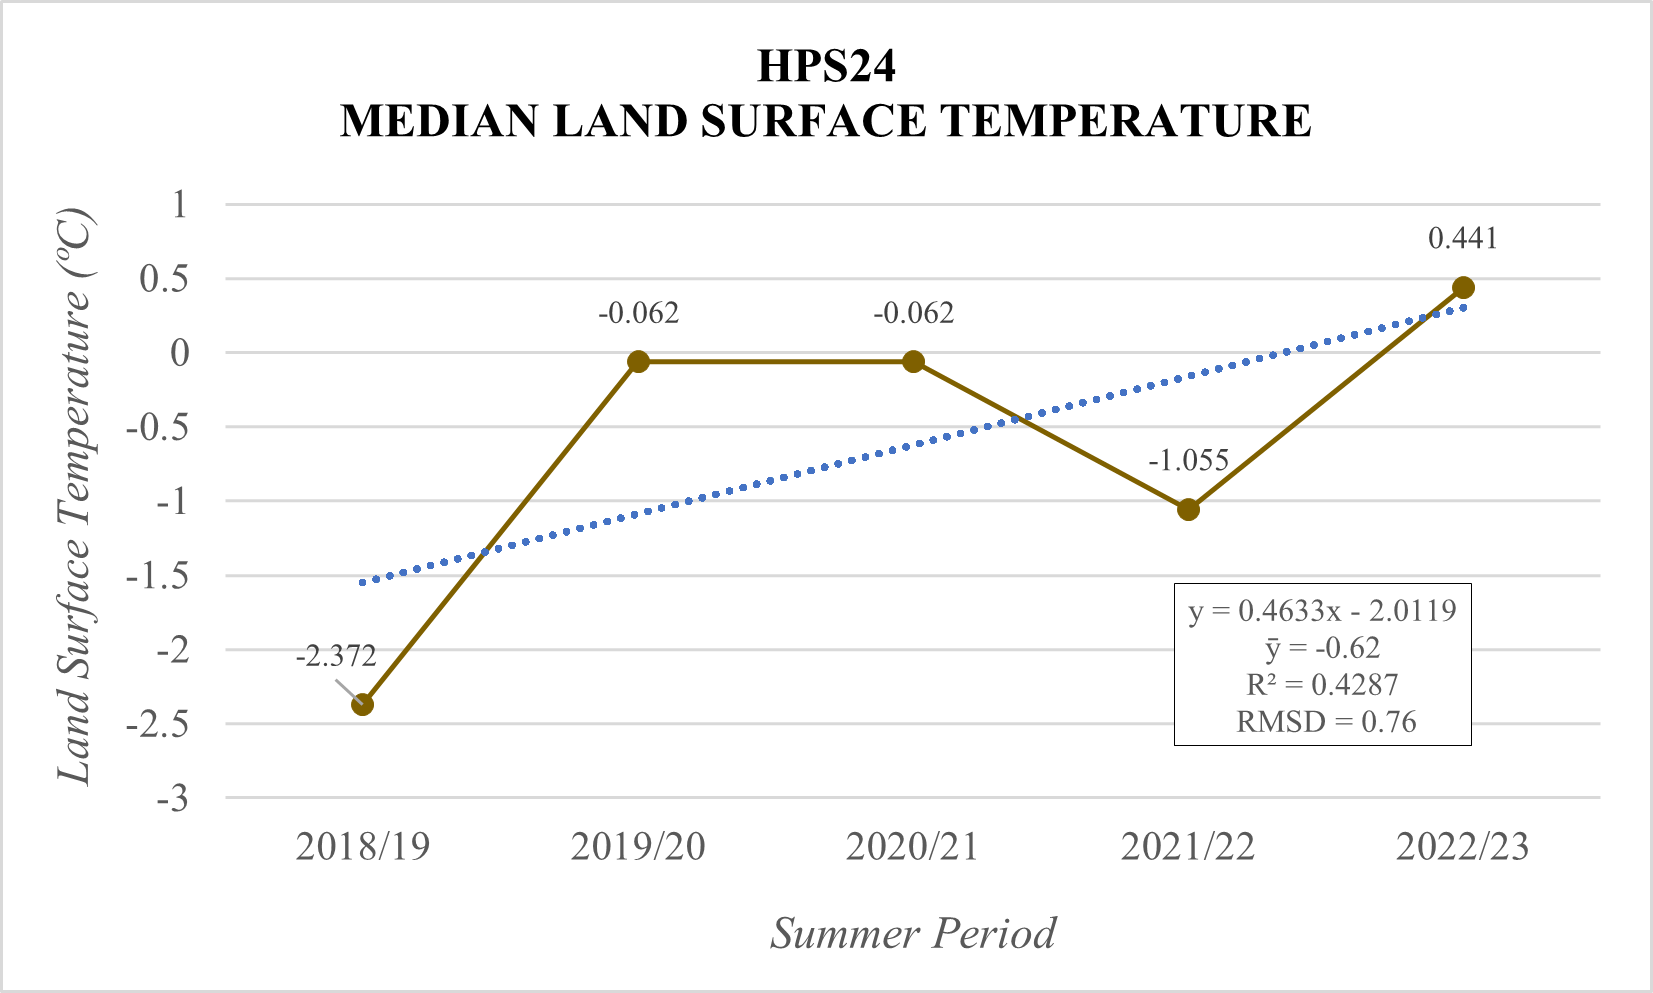 HPS24
MEDIAN LAND SURFACE TEMPERATURE
Land Surface Temperature (ºC)
1
0.5
0
-0.5
-1
-1.5
-2
-2.5
-3
-2.372
-0.062
-0.062
-1.055
0.441
y = 0.4633x - 2.0119
ȳ = -0.62
R² = 0.4287
RMSD = 0.76
2018/19
2019/20
2020/21
2021/22
2022/23
Summer Period